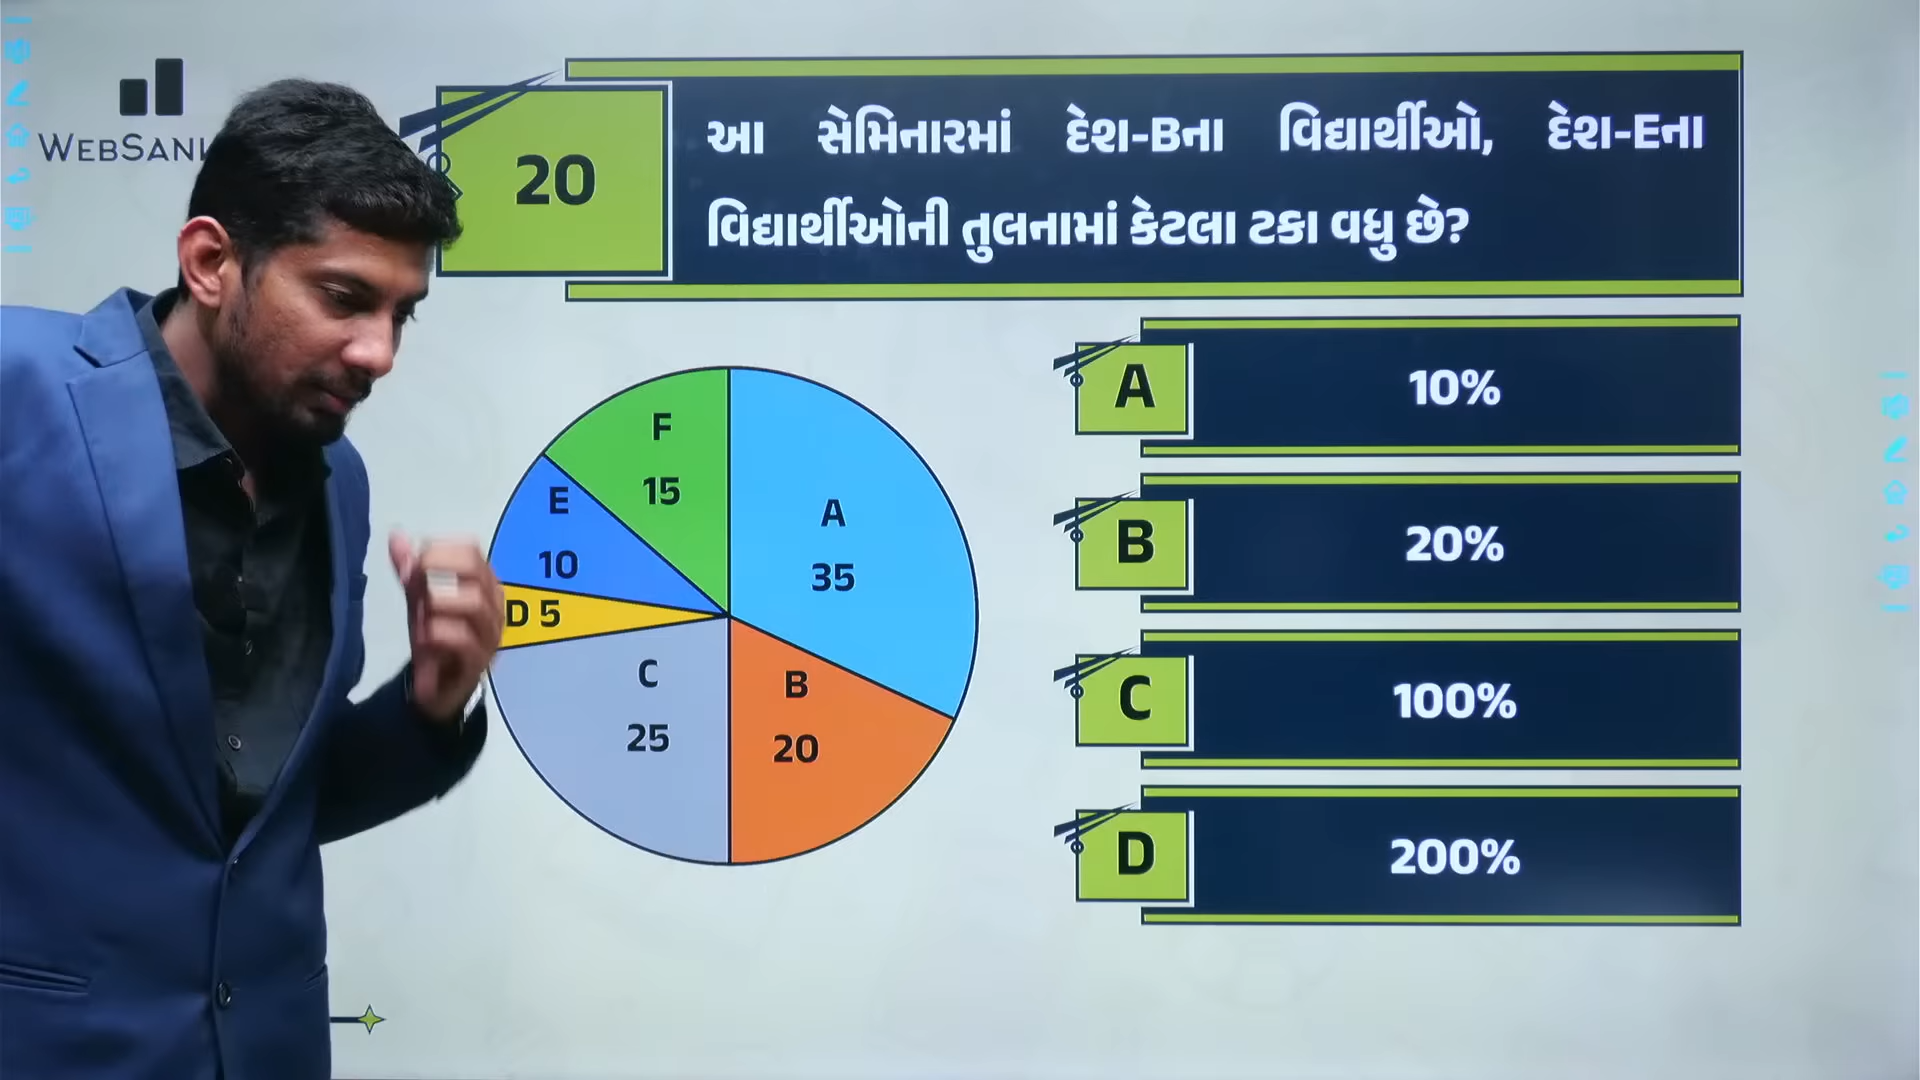 WEBSAN
20
આ સેમિનારમાં દેશ-Bના વિદ્યાર્થીઓ, દેશ-Eના
વિદ્યાર્થીઓની તુલનામાં કેટલા ટકા વધુ છે?
F
15
A
35
E
10
D 5
C
25
B
20
A
10%
B
20%
C
100%
D
200%